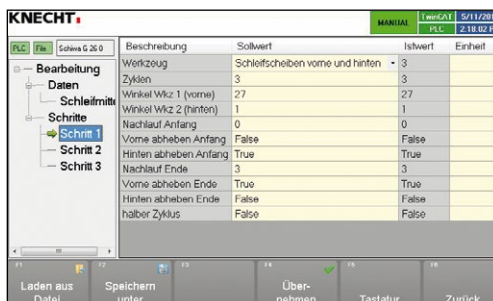 KNECHT.
MANUAL
TwinCAT
PLC
5/11/20
2:18:02 P
PLC File Schiwa G 26 0
Beschreibung Sollwert Istwert Einheit
Bearbeitung
Daten
Schleifmitte
Schritte
Schritt 1
Schritt 2
Schritt 3
Werkzeug Schleifscheiben vorne und hinten 3
Zyklen 3 3
Winkel Wkz 1 (vorne) 27 27
Winkel Wkz 2 (hinten) 1 1
Nachlauf Anfang 0 0
Vorne abheben Anfang False False
Hinten abheben Anfang True True
Nachlauf Ende 3 3
Vorne abheben Ende True True
Hinten abheben Ende False False
halber Zyklus False False
F1 F2 F3 F4 F5 F6
Laden aus Datei
Speichern unter
Über-nehmen
Tastatur
Zurück